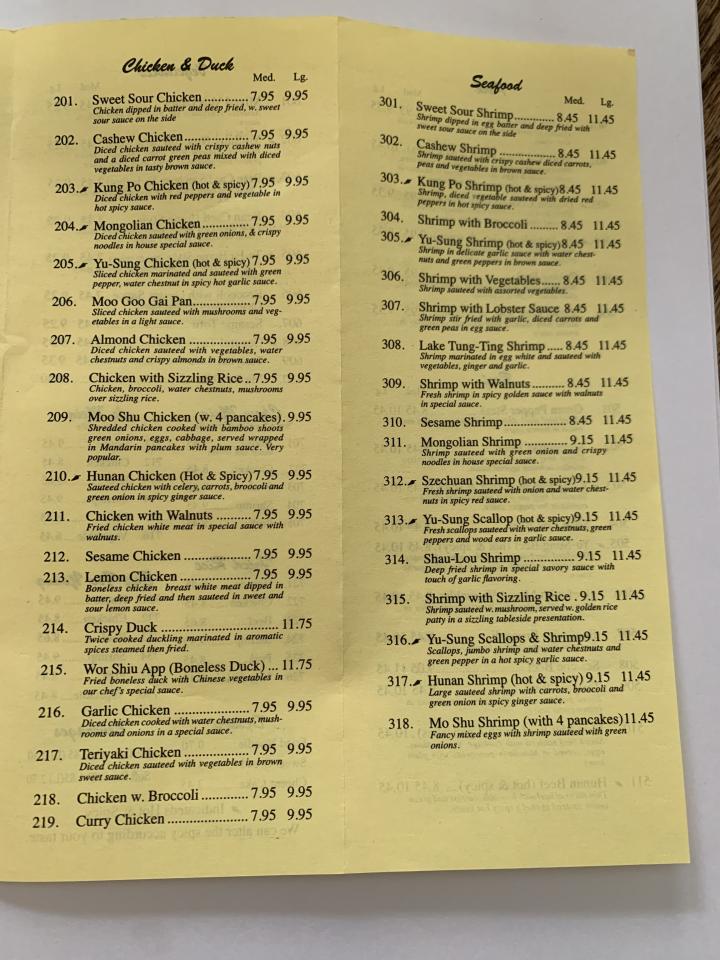 Chicken & Duck
Med. Lg.
201. Sweet Sour Chicken ............. 7.95 9.95
Chicken dipped in batter and deep fried, w. sweet
sour sauce on the side
202. Cashew Chicken ................... 7.95 9.95
Diced chicken sauteed with crispy cashew nuts
and a diced carrot green peas mixed with diced
vegetables in tasty brown sauce.
203. Kung Po Chicken (hot & spicy) 7.95 9.95
Diced chicken with red peppers and vegetable in
hot spicy sauce.
204. Mongolian Chicken ............... 7.95 9.95
Diced chicken sauteed with green onions, & crispy
noodles in house special sauce.
205. Yu-Sung Chicken (hot & spicy) 7.95 9.95
Sliced chicken marinated and sauteed with green
pepper, water chestnut in spicy hot garlic sauce.
206. Moo Goo Gai Pan................. 7.95 9.95
Sliced chicken sauteed with mushrooms and veg-
etables in a light sauce.
207. Almond Chicken .................. 7.95 9.95
Diced chicken sauteed with vegetables, water
chestnuts and crispy almonds in brown sauce.
208. Chicken with Sizzling Rice .. 7.95 9.95
Chicken, broccoli, water chestnuts, mushrooms
over sizzling rice.
209. Moo Shu Chicken (w. 4 pancakes). 9.95
Shredded chicken cooked with bamboo shoots
green onions, eggs, cabbage, served wrapped
in Mandarin pancakes with plum sauce. Very
popular.
210. Hunan Chicken (Hot & Spicy) 7.95 9.95
Sauteed chicken with celery, carrots, broocoli and
green onion in spicy ginger sauce.
211. Chicken with Walnuts ........... 7.95 9.95
Fried chicken white meat in special sauce with
walnuts.
212. Sesame Chicken .................... 7.95 9.95
213. Lemon Chicken ..................... 7.95 9.95
Boneless chicken breast white meat dipped in
batter, deep fried and then sauteed in sweet and
sour lemon sauce.
214. Crispy Duck ................................... 11.75
Twice cooked duckling marinated in aromatic
spices steamed then fried.
215. Wor Shiu App (Boneless Duck) ... 11.75
Fried boneless duck with Chinese vegetables in
our chef's special sauce.
216. Garlic Chicken ........................ 7.95 9.95
Diced chicken cooked with water chestnuts, mush-
rooms and onions in a special sauce.
217. Teriyaki Chicken ................... 7.95 9.95
Diced chicken sauteed with vegetables in brown
sweet sauce.
218. Chicken w. Broccoli ............. 7.95 9.95
219. Curry Chicken ....................... 7.95 9.95
Seafood
Med. Lg.
301. Sweet Sour Shrimp............ 8.45 11.45
Shrimp dipped in egg batter and deep fried with
sweet sour sauce on the side
302. Cashew Shrimp ................. 8.45 11.45
Shrimp sauteed with crispy cashew diced carrots,
peas and vegetables in brown sauce.
303. Kung Po Shrimp (hot & spicy)8.45 11.45
Shrimp, diced vegetable sauteed with dried red
peppers in hot spicy sauce.
304. Shrimp with Broccoli ........ 8.45 11.45
305. Yu-Sung Shrimp (hot & spicy)8.45 11.45
Shrimp in delicate garlic sauce with water chest-
nuts and green peppers in brown sauce.
306. Shrimp with Vegetables...... 8.45 11.45
Shrimp sauteed with assorted vegetables.
307. Shrimp with Lobster Sauce 8.45 11.45
Shrimp stir fried with garlic, diced carrots and
green peas in egg sauce.
308. Lake Tung-Ting Shrimp ..... 8.45 11.45
Shrimp marinated in egg white and sauteed with
vegetables, ginger and garlic.
309. Shrimp with Walnuts .......... 8.45 11.45
Fresh shrimp in spicy golden sauce with walnuts
in special sauce.
310. Sesame Shrimp.................... 8.45 11.45
311. Mongolian Shrimp ............. 9.15 11.45
Shrimp sauteed with green onion and crispy
noodles in house special sauce.
312. Szechuan Shrimp (hot & spicy)9.15 11.45
Fresh shrimp sauteed with onion and water chest-
nuts in spicy red sauce.
313. Yu-Sung Scallop (hot & spicy)9.15 11.45
Fresh scallops sauteed with water chestnuts, green
peppers and wood ears in garlic sauce.
314. Shau-Lou Shrimp ............... 9.15 11.45
Deep fried shrimp in special savory sauce with
touch of garlic flavoring.
315. Shrimp with Sizzling Rice . 9.15 11.45
Shrimp sauteed w. mushroom, served w. golden rice
patty in a sizzling tableside presentation.
316. Yu-Sung Scallops & Shrimp9.15 11.45
Scallops, jumbo shrimp and water chestnuts and
green pepper in a hot spicy garlic sauce.
317. Hunan Shrimp (hot & spicy) 9.15 11.45
Large sauteed shrimp with carrots, broocoli and
green onion in spicy ginger sauce.
318. Mo Shu Shrimp (with 4 pancakes)11.45
Fancy mixed eggs with shrimp sauteed with green
onions.